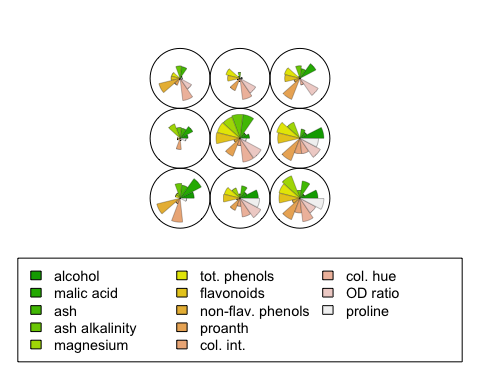 alcohol
malic acid
ash
ash alkalinity
magnesium
tot. phenols
flavonoids
non-flav. phenols
proanth
col. int.
col. hue
OD ratio
proline